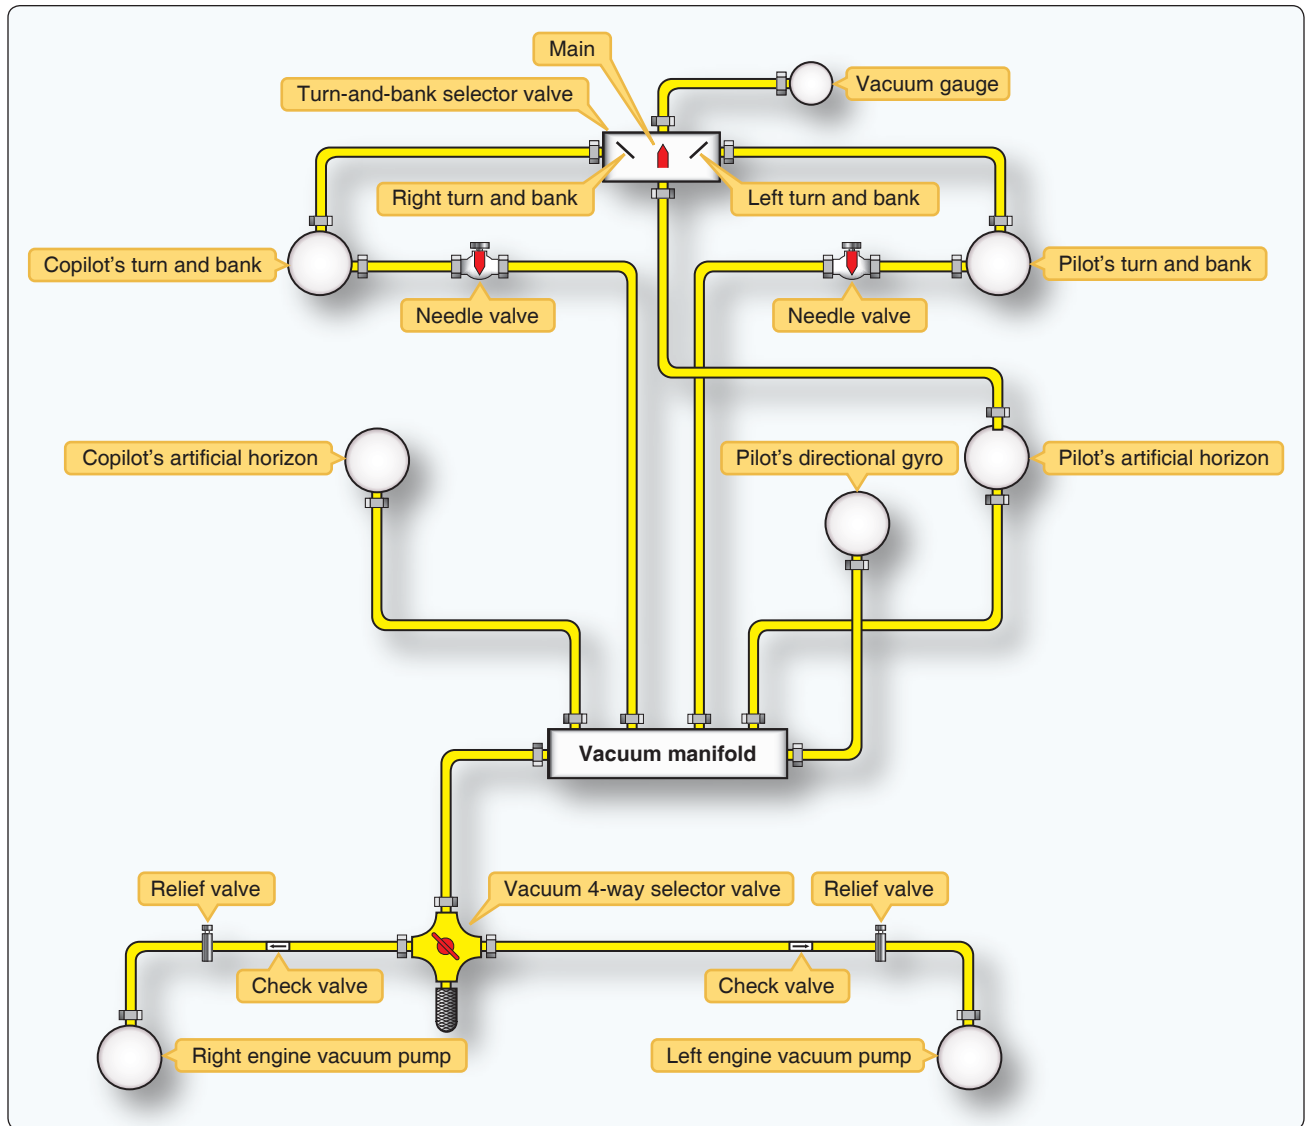 Main
Vacuum gauge
Turn-and-bank selector valve
Right turn and bank
Left turn and bank
Copilot's turn and bank
Pilot's turn and bank
Needle valve
Needle valve
Copilot's artificial horizon
Pilot's directional gyro
Pilot's artificial horizon
Vacuum manifold
Relief valve
Vacuum 4-way selector valve
Relief valve
Check valve
Check valve
Right engine vacuum pump
Left engine vacuum pump